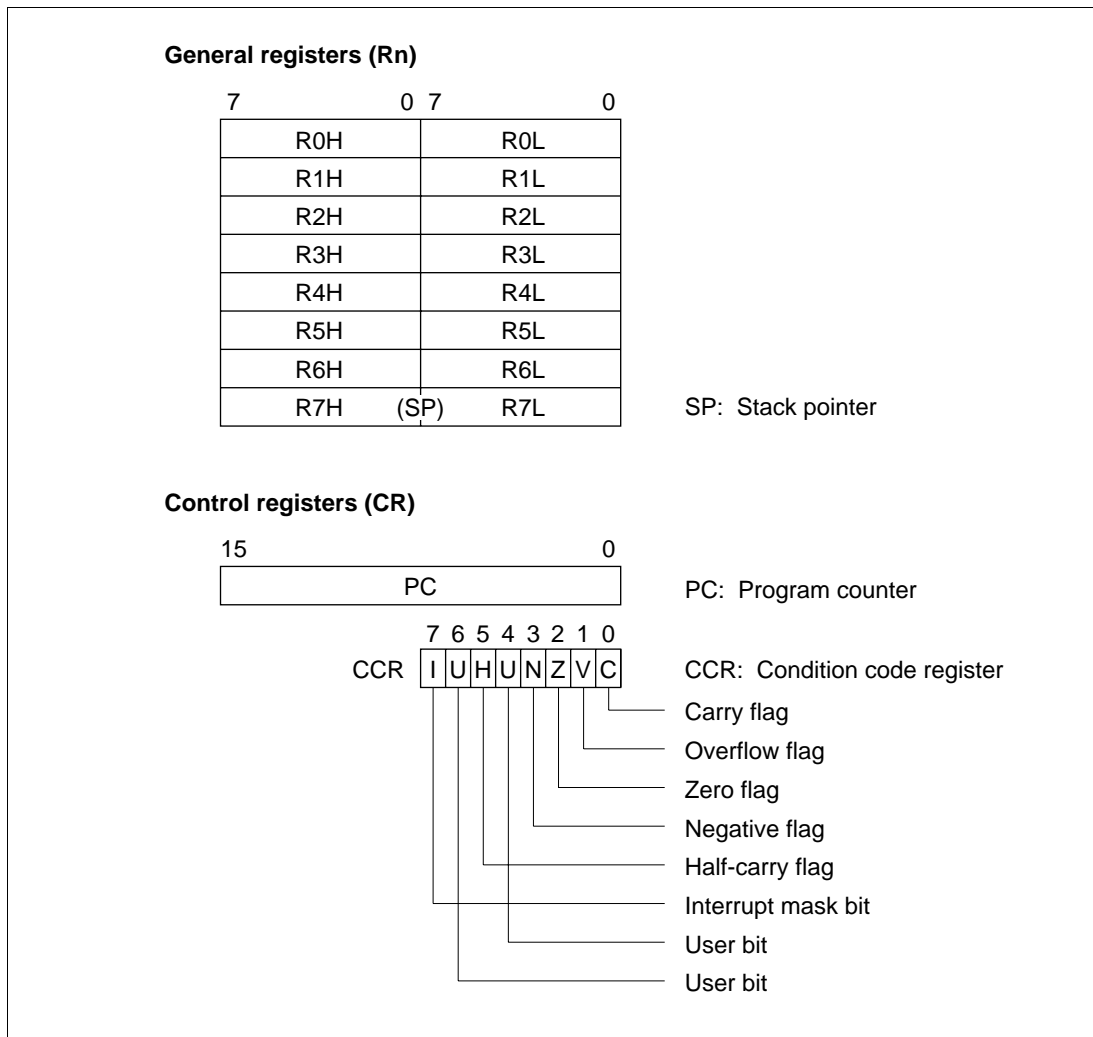 General registers (Rn)
7 0 7 0
R0H R0L
R1H R1L
R2H R2L
R3H R3L
R4H R4L
R5H R5L
R6H R6L
R7H (SP) R7L SP: Stack pointer
Control registers (CR)
15 0
PC PC: Program counter
7 6 5 4 3 2 1 0
CCR I U H U N Z V C CCR: Condition code register
Carry flag
Overflow flag
Zero flag
Negative flag
Half-carry flag
Interrupt mask bit
User bit
User bit